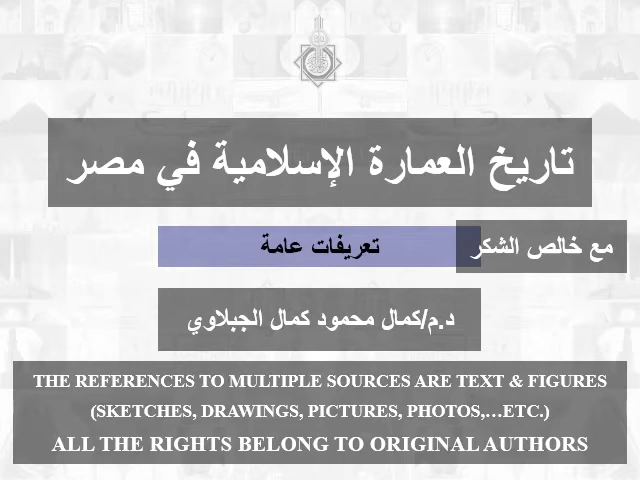 تاريخ العمارة الإسلامية في مصر
تعريفات عامة
مع خالص الشكر
د.م/كمال محمود كمال الجبلاوي
THE REFERENCES TO MULTIPLE SOURCES ARE TEXT & FIGURES
(SKETCHES, DRAWINGS, PICTURES, PHOTOS,…ETC.)
ALL THE RIGHTS BELONG TO ORIGINAL AUTHORS